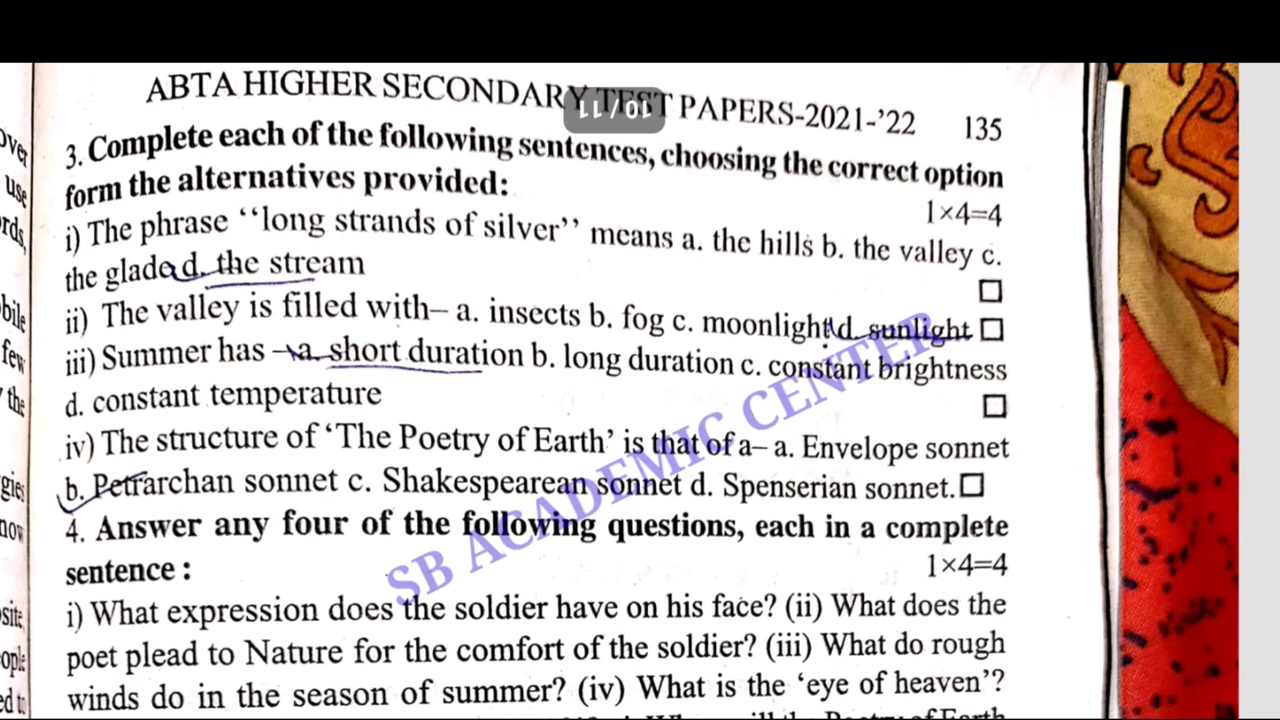 ABTA HIGHER SECONDARY TEST PAPERS-2021-'22 135
10/11
3. Complete each of the following sentences, choosing the correct option
form the alternatives provided:
1×4=4
i) The phrase ‘‘long strands of silver’’ means a. the hills b. the valley c.
the glade d. the stream
ii) The valley is filled with– a. insects b. fog c. moonlight d. sunlight
iii) Summer has – a. short duration b. long duration c. constant brightness
d. constant temperature
iv) The structure of ‘The Poetry of Earth’ is that of a– a. Envelope sonnet
b. Petrarchan sonnet c. Shakespearean sonnet d. Spenserian sonnet.
SB ACADEMIC CENTER
4. Answer any four of the following questions, each in a complete
sentence :
1×4=4
i) What expression does the soldier have on his face? (ii) What does the
poet plead to Nature for the comfort of the soldier? (iii) What do rough
winds do in the season of summer? (iv) What is the ‘eye of heaven’?
of Earth